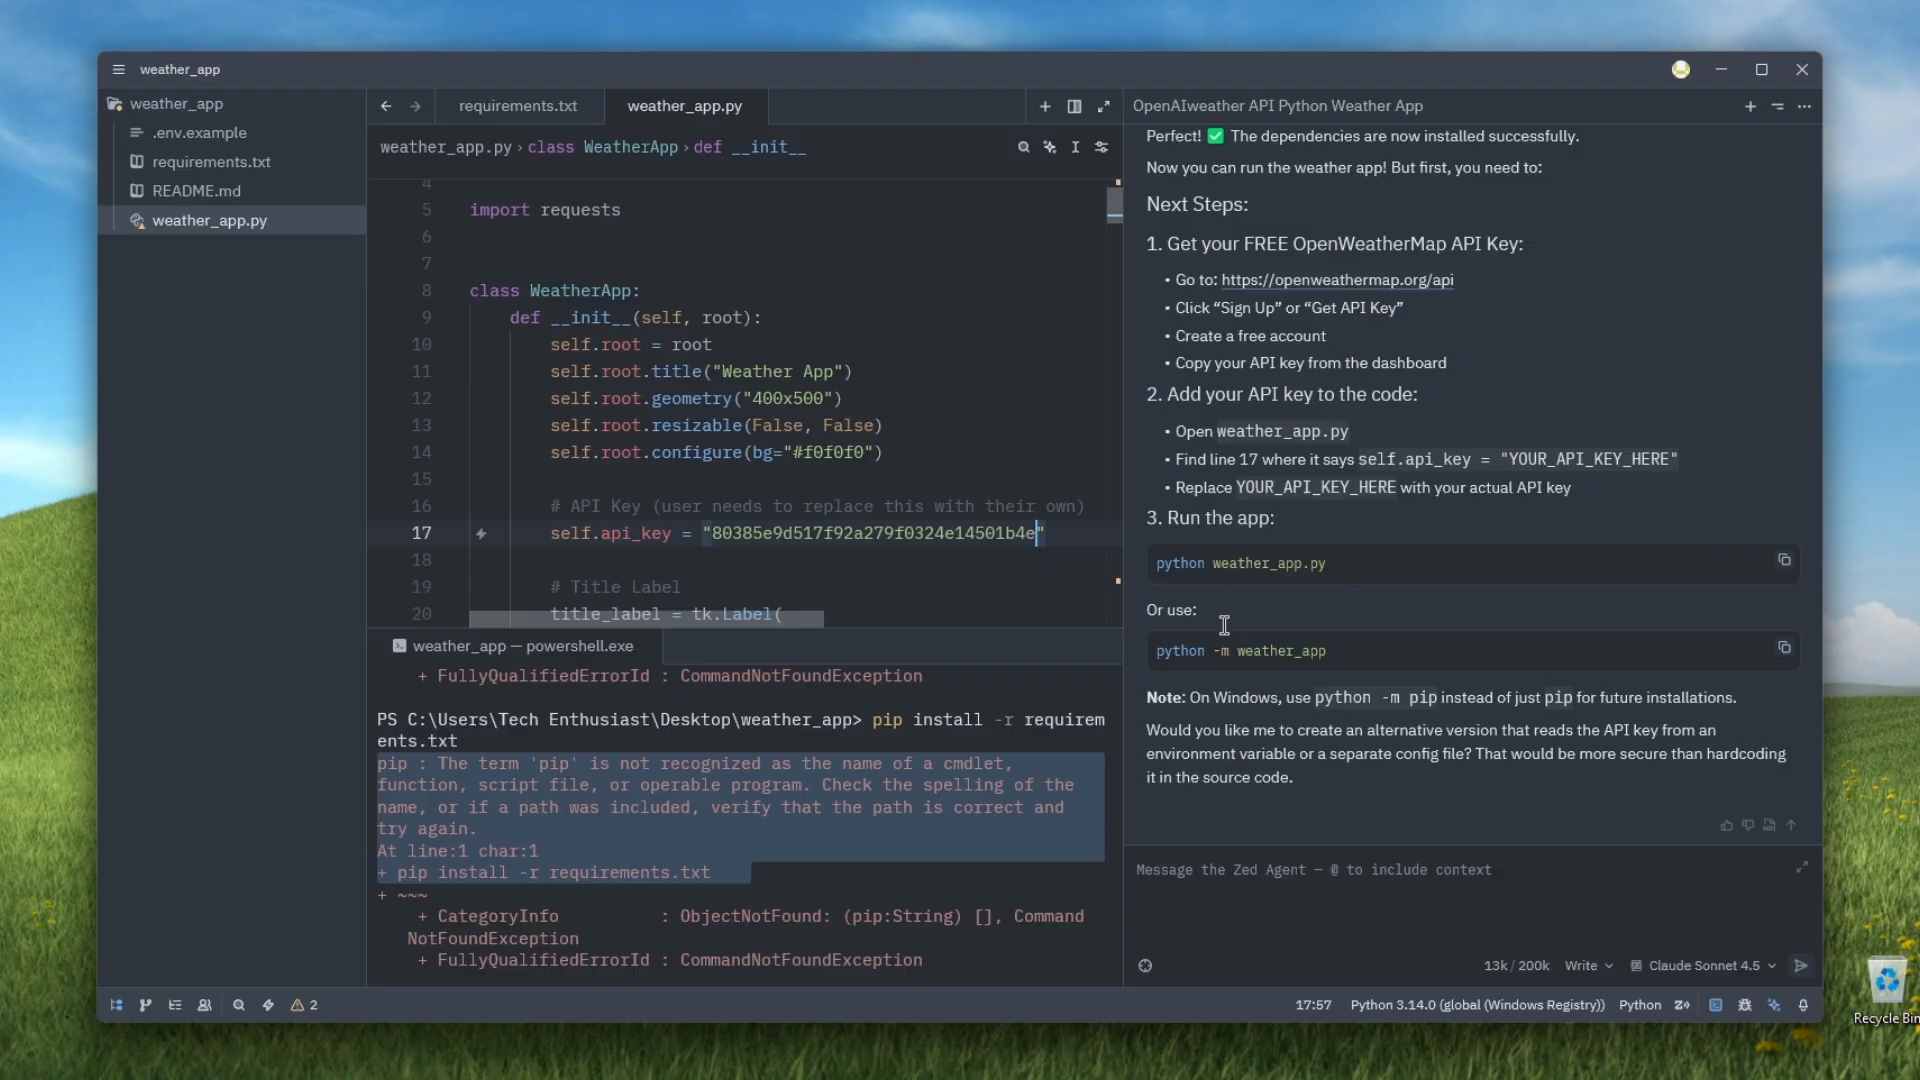 weather_app
weather_app
.env.example
requirements.txt
README.md
weather_app.py
requirements.txt
weather_app.py
weather_app.py › class WeatherApp › def __init__
4
5 import requests
6
7
8 class WeatherApp:
9 def __init__(self, root):
10 self.root = root
11 self.root.title("Weather App")
12 self.root.geometry("400x500")
13 self.root.resizable(False, False)
14 self.root.configure(bg="#f0f0f0")
15
16 # API Key (user needs to replace this with their own)
17 self.api_key = "80385e9d517f92a279f0324e14501b4e"
18
19 # Title Label
20 title_label = tk.Label(
weather_app — powershell.exe
+ FullyQualifiedErrorId : CommandNotFoundException
PS C:\Users\Tech Enthusiast\Desktop\weather_app> pip install -r requirem
ents.txt
pip : The term 'pip' is not recognized as the name of a cmdlet,
function, script file, or operable program. Check the spelling of the
name, or if a path was included, verify that the path is correct and
try again.
At line:1 char:1
+ pip install -r requirements.txt
+ ~~~
+ CategoryInfo : ObjectNotFound: (pip:String) [], Command
NotFoundException
+ FullyQualifiedErrorId : CommandNotFoundException
OpenAIweather API Python Weather App
Perfect! ✅ The dependencies are now installed successfully.
Now you can run the weather app! But first, you need to:
Next Steps:
1. Get your FREE OpenWeatherMap API Key:
• Go to: https://openweathermap.org/api
• Click “Sign Up” or “Get API Key”
• Create a free account
• Copy your API key from the dashboard
2. Add your API key to the code:
• Open weather_app.py
• Find line 17 where it says self.api_key = "YOUR_API_KEY_HERE"
• Replace YOUR_API_KEY_HERE with your actual API key
3. Run the app:
python weather_app.py
Or use:
python -m weather_app
Note: On Windows, use python -m pip instead of just pip for future installations.
Would you like me to create an alternative version that reads the API key from an
environment variable or a separate config file? That would be more secure than hardcoding
it in the source code.
Message the Zed Agent — @ to include context
13k / 200k Write Claude Sonnet 4.5
2
17:57 Python 3.14.0 (global (Windows Registry)) Python
Recycle Bin